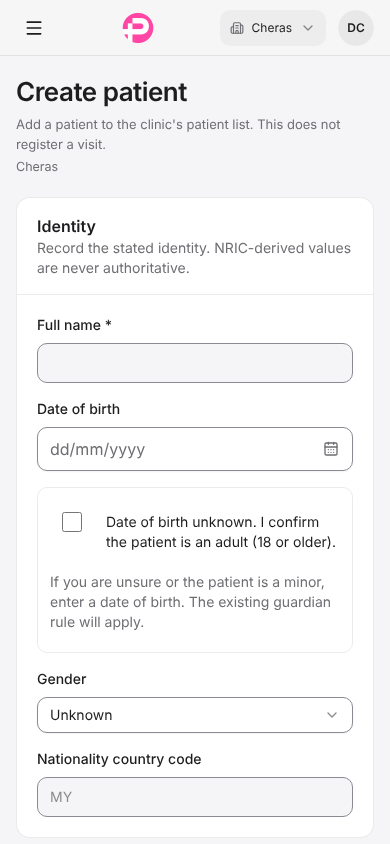 Cheras
DC
Create patient
Add a patient to the clinic's patient list. This does not
register a visit.
Cheras
Identity
Record the stated identity. NRIC-derived values
are never authoritative.
Full name *
Date of birth
dd/mm/yyyy
Date of birth unknown. I confirm
the patient is an adult (18 or older).
If you are unsure or the patient is a minor,
enter a date of birth. The existing guardian
rule will apply.
Gender
Unknown
Nationality country code
MY